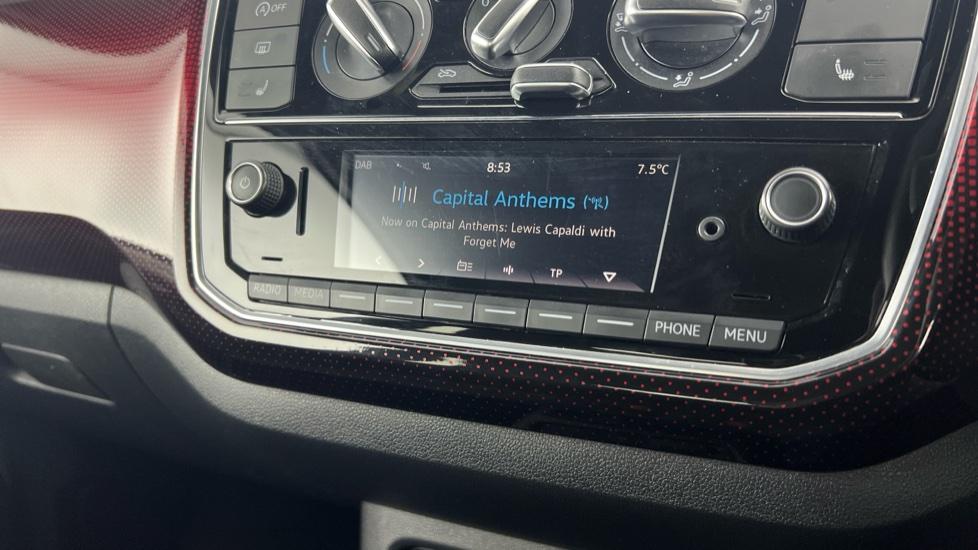 OFF
0
DAB 8:53 7.5°C
Capital Anthems
Now on Capital Anthems: Lewis Capaldi with
Forget Me
TP
RADIO MEDIA PHONE MENU